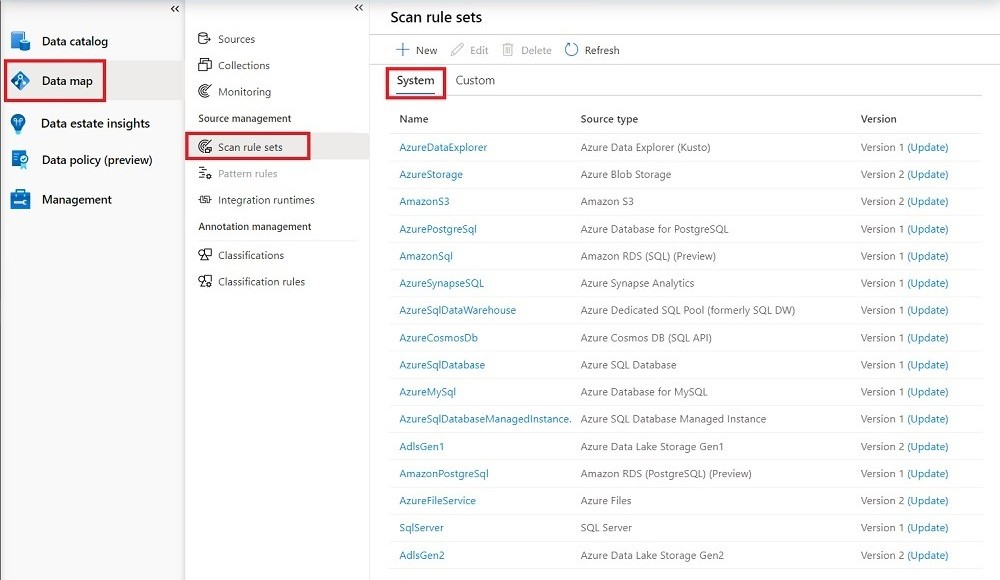 Data catalog
Data map
Data estate insights
Data policy (preview)
Management
Sources
Collections
Monitoring
Source management
Scan rule sets
Pattern rules
Integration runtimes
Annotation management
Classifications
Classification rules
Scan rule sets
New Edit Delete Refresh
System Custom
Name Source type Version
AzureDataExplorer Azure Data Explorer (Kusto) Version 1 (Update)
AzureStorage Azure Blob Storage Version 2 (Update)
AmazonS3 Amazon S3 Version 2 (Update)
AzurePostgreSql Azure Database for PostgreSQL Version 1 (Update)
AmazonSql Amazon RDS (SQL) (Preview) Version 1 (Update)
AzureSynapseSQL Azure Synapse Analytics Version 1 (Update)
AzureSqlDataWarehouse Azure Dedicated SQL Pool (formerly SQL DW) Version 1 (Update)
AzureCosmosDb Azure Cosmos DB (SQL API) Version 1 (Update)
AzureSqlDatabase Azure SQL Database Version 1 (Update)
AzureMySql Azure Database for MySQL Version 1 (Update)
AzureSqlDatabaseManagedInstance. Azure SQL Database Managed Instance Version 1 (Update)
AdlsGen1 Azure Data Lake Storage Gen1 Version 2 (Update)
AmazonPostgreSql Amazon RDS (PostgreSQL) (Preview) Version 1 (Update)
AzureFileService Azure Files Version 2 (Update)
SqlServer SQL Server Version 1 (Update)
AdlsGen2 Azure Data Lake Storage Gen2 Version 2 (Update)